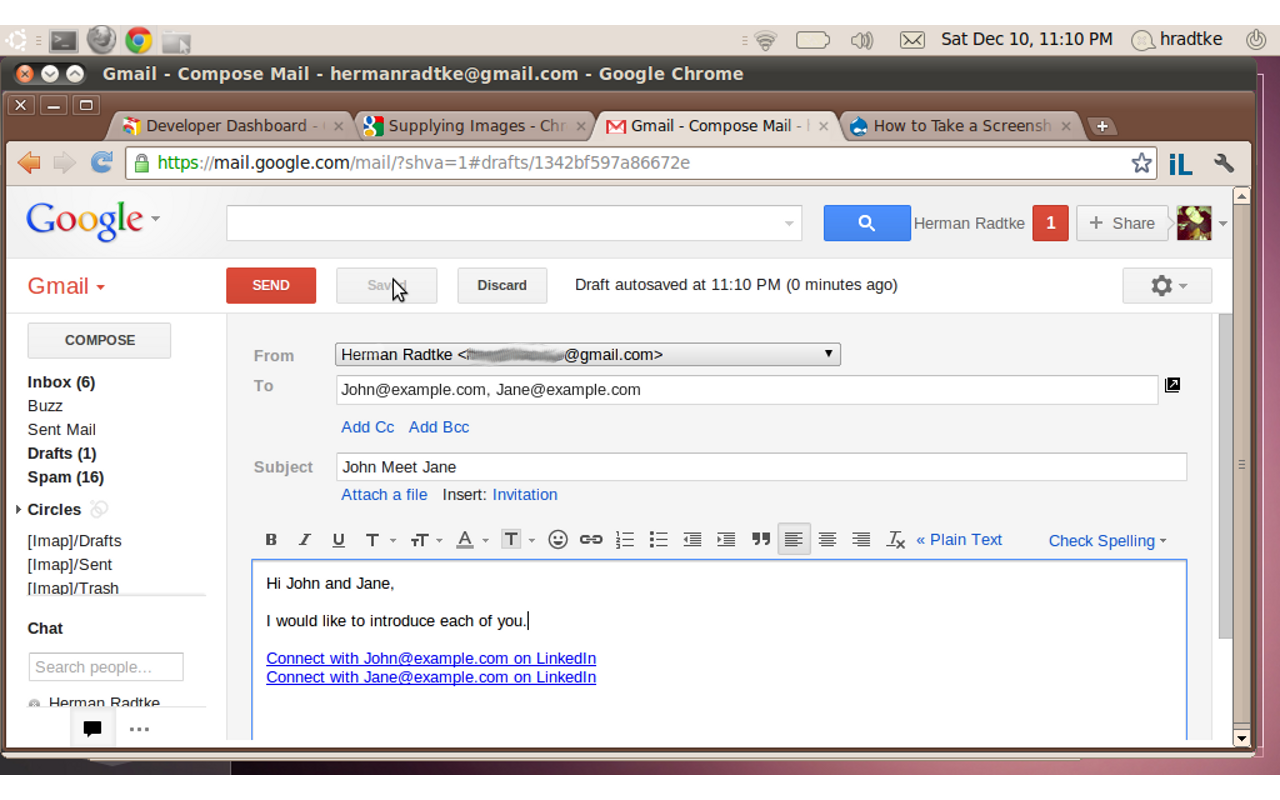 Sat Dec 10, 11:10 PM hradtke
Gmail - Compose Mail - hermanradtke@gmail.com - Google Chrome
Developer Dashboard - Supplying Images - Chr Gmail - Compose Mail - How to Take a Screensh
https://mail.google.com/mail/?shva=1#drafts/1342bf597a86672e iL
Google Herman Radtke 1 + Share
Gmail SEND Discard Draft autosaved at 11:10 PM (0 minutes ago)
COMPOSE
Inbox (6)
Buzz
Sent Mail
Drafts (1)
Spam (16)
Circles
[Imap]/Drafts
[Imap]/Sent
[Imap]/Trash
Chat
Search people...
Herman Radtke
From Herman Radtke < @gmail.com>
To John@example.com, Jane@example.com
Add Cc Add Bcc
Subject John Meet Jane
Attach a file Insert: Invitation
B I U T TT A T Tx « Plain Text Check Spelling
Hi John and Jane,
I would like to introduce each of you.
Connect with John@example.com on LinkedIn
Connect with Jane@example.com on LinkedIn